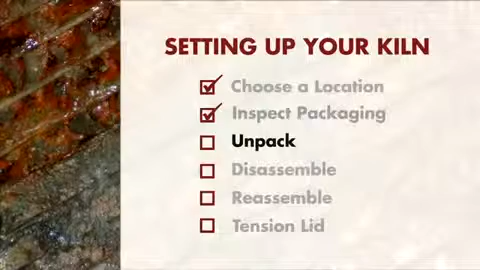 SETTING UP YOUR KILN
Choose a Location
Inspect Packaging
Unpack
Disassemble
Reassemble
Tension Lid